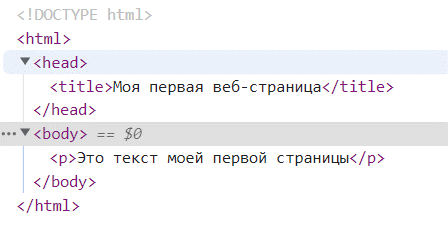 <!DOCTYPE html>
<html>
<head>
<title>Моя первая веб-страница</title>
</head>
<body> == $0
<p>Это текст моей первой страницы</p>
</body>
</html>